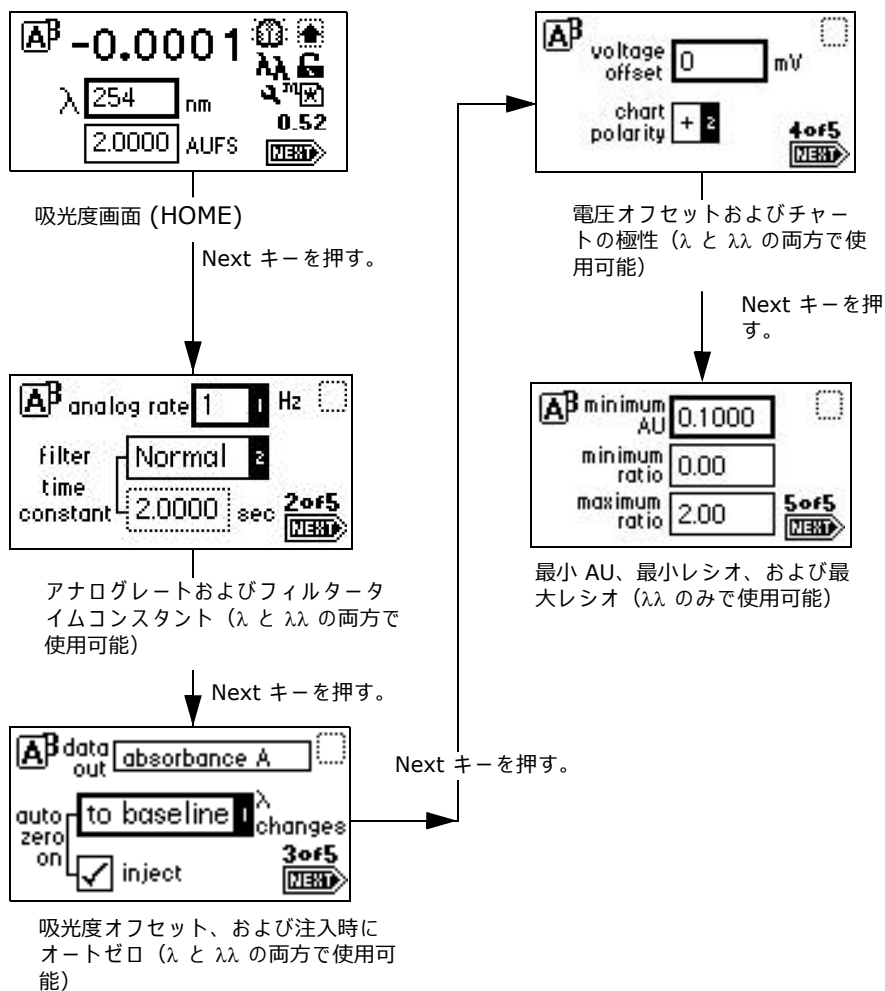 AB -0.0001
λλ
m
λ 254 nm
0.52
2.0000 AUFS
NEXT
吸光度画面 (HOME)
Next キーを押す。
AB analog rate 1 1 Hz
filter Normal 2
time
constant 2.0000 sec
2of5
NEXT
アナログレートおよびフィルタータ
イムコンスタント（λ と λλ の両方で
使用可能）
Next キーを押す。
AB data
out absorbance A
auto
zero
on
to baseline 1 λ
changes
inject
3of5
NEXT
吸光度オフセット、および注入時に
オートゼロ（λ と λλ の両方で使用可
能）
Next キーを押す。
AB voltage
offset 0 mV
chart
polarity + 2
4of5
NEXT
電圧オフセットおよびチャー
トの極性（λ と λλ の両方で使
用可能）
Next キーを押
す。
AB minimum
AU 0.1000
minimum
ratio 0.00
maximum
ratio 2.00
5of5
NEXT
最小 AU、最小レシオ、および最
大レシオ（λλ のみで使用可能）